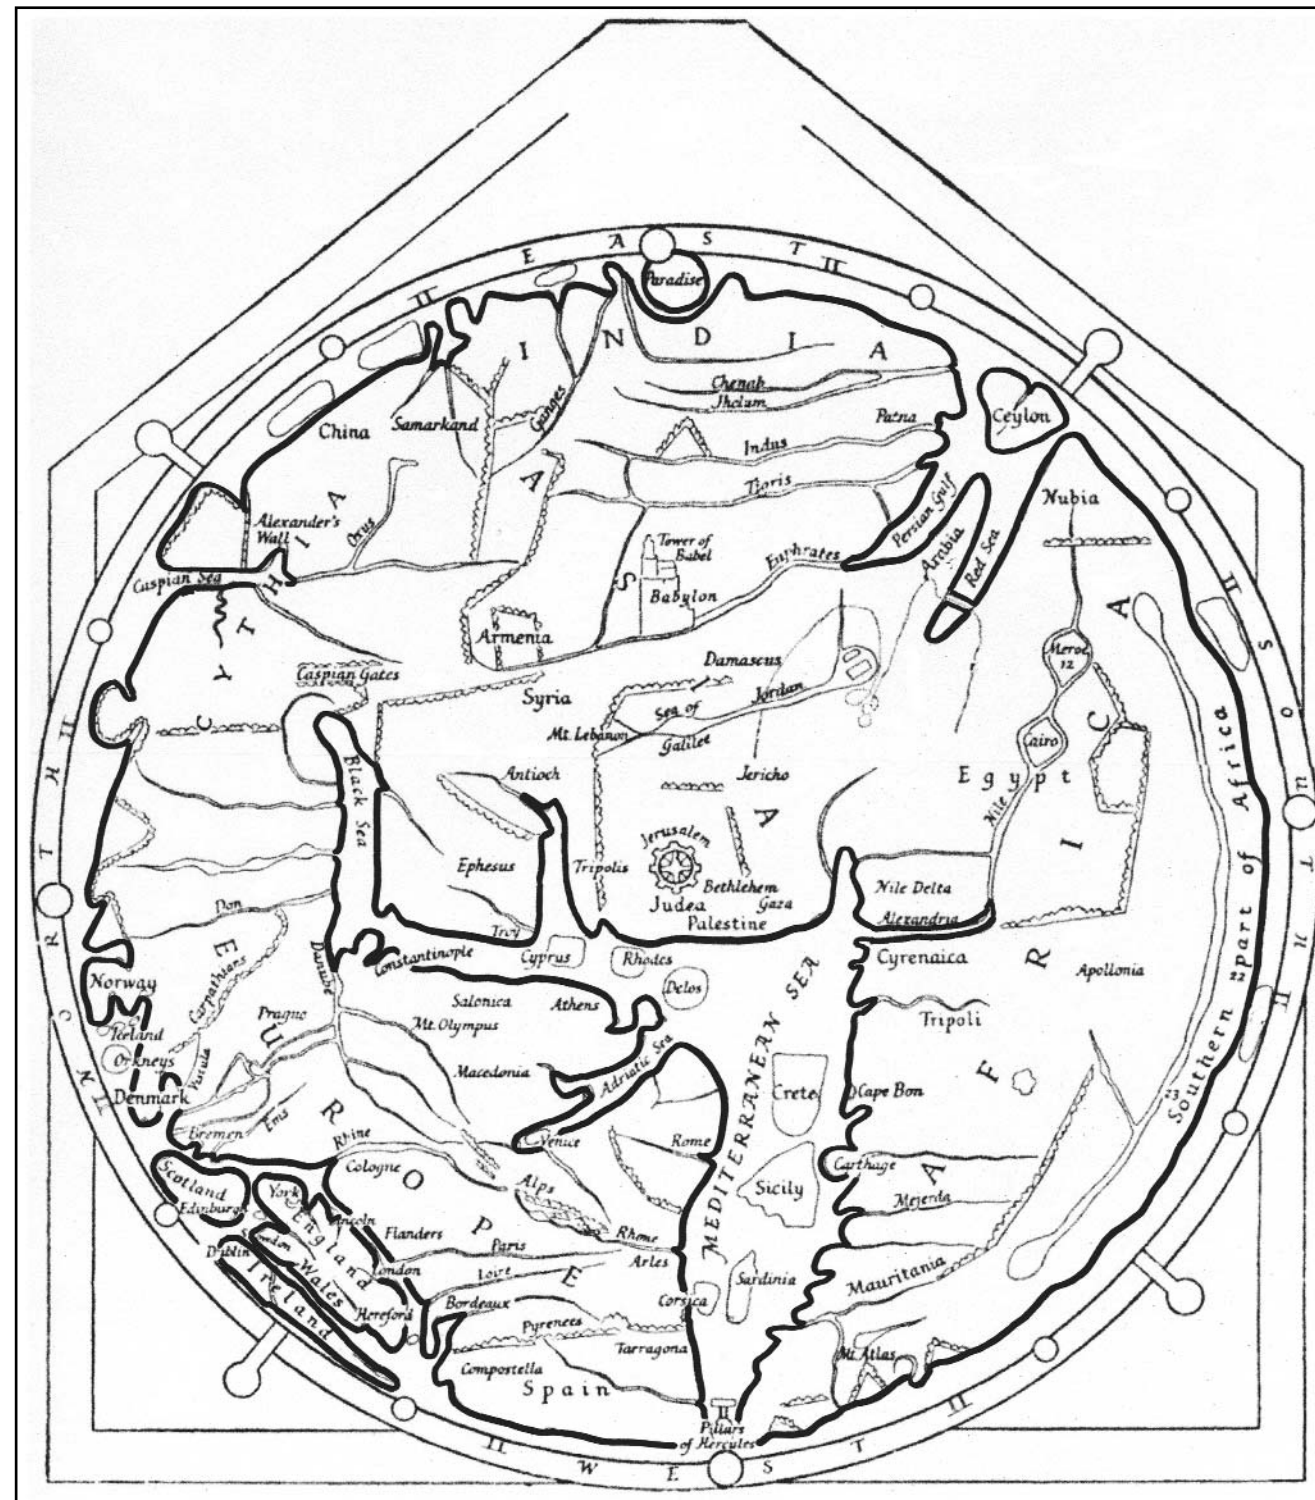 EAST
Paradise
INDIA
Chenab
Jhelum
Ceylon
China
Samarkand
Ganges
Patna
Indus
Tigris
Persian Gulf
Nubia
Alexander's
Wall
Oxus
Arabia
Red Sea
Tower of
Babel
Euphrates
Caspian Sea
Babylon
ASIA
SCYTHIA
Armenia
Meroe
12
Damascus
Caspian Gates
Syria
Jordan
Sea of
Galilee
Mt. Lebanon
Cairo
Egypt
Nile
Antioch
Jericho
Black Sea
Jerusalem
Ephesus
Tripolis
Bethlehem
Nile Delta
Judea
Gaza
Alexandria
Palestine
Don
Troy
Danube
Constantinople
Cyprus
Rhodes
Cyrenaica
Apollonia
22
Southern part of Africa
AFRICA
Norway
Carpathians
Delos
Salonica
Athens
Tripoli
Prague
Mt. Olympus
Iceland
Orkneys
Vistula
EUROPE
Adriatic Sea
MEDITERRANEAN SEA
Macedonia
Crete
Cape Bon
23
Denmark
Ems
Bremen
Rhine
Venice
Rome
Cologne
Carthage
Scotland
Edinburgh
York
Alps
Sicily
Mejerda
England
Lincoln
Flanders
Paris
Rhone
Arles
Dublin
Snowdon
Wales
London
Loire
Sardinia
Mauritania
Ireland
Hereford
Bordeaux
Corsica
Pyrenees
Tarragona
Mt. Atlas
Compostella
Spain
Pillars
of Hercules
NORTH
SOUTH
WEST